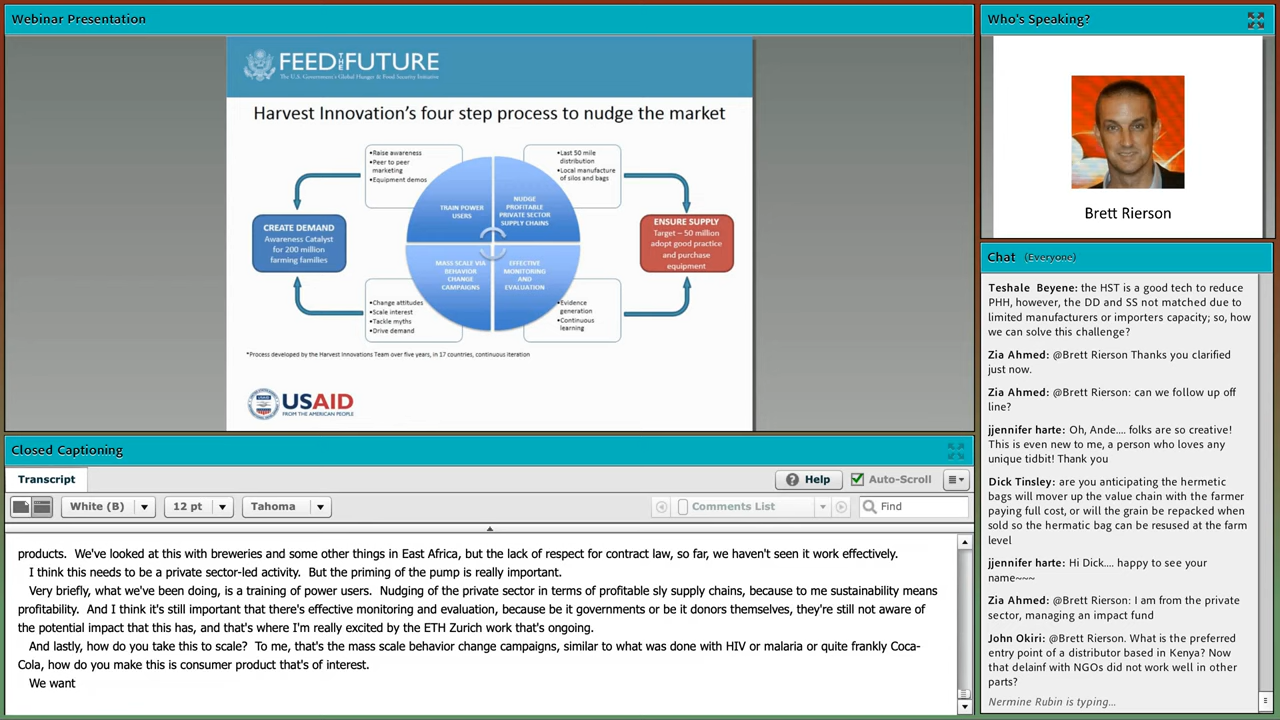 Webinar Presentation
FEED THE FUTURE
The U.S. Government's Global Hunger & Food Security Initiative
Harvest Innovation's four step process to nudge the market
•Raise awareness
•Peer to peer
marketing
•Equipment demos
•Last 50 mile
distribution
•Local manufacture
of silos and bags
TRAIN POWER
USERS
NUDGE
PROFITABLE
PRIVATE SECTOR
SUPPLY CHAINS
CREATE DEMAND
Awareness Catalyst
for 200 million
farming families
ENSURE SUPPLY
Target – 50 million
adopt good practice
and purchase
equipment
MASS SCALE VIA
BEHAVIOR
CHANGE
CAMPAIGNS
EFFECTIVE
MONITORING
AND
EVALUATION
•Change attitudes
•Scale interest
•Tackle myths
•Drive demand
•Evidence
generation
•Continuous
learning
*Process developed by the Harvest Innovations Team over five years, in 17 countries, continuous iteration
USAID
FROM THE AMERICAN PEOPLE
Closed Captioning
Transcript
Help
Auto-Scroll
White (B)
12 pt
Tahoma
Comments List
Find
products. We've looked at this with breweries and some other things in East Africa, but the lack of respect for contract law, so far, we haven't seen it work effectively.
I think this needs to be a private sector-led activity. But the priming of the pump is really important.
Very briefly, what we've been doing, is a training of power users. Nudging of the private sector in terms of profitable sly supply chains, because to me sustainability means
profitability. And I think it's still important that there's effective monitoring and evaluation, because be it governments or be it donors themselves, they're still not aware of
the potential impact that this has, and that's where I'm really excited by the ETH Zurich work that's ongoing.
And lastly, how do you take this to scale? To me, that's the mass scale behavior change campaigns, similar to what was done with HIV or malaria or quite frankly Coca-
Cola, how do you make this is consumer product that's of interest.
We want
Who's Speaking?
Brett Rierson
Chat (Everyone)
Teshale Beyene: the HST is a good tech to reduce
PHH, however, the DD and SS not matched due to
limited manufacturers or importers capacity; so, how
we can solve this challenge?
Zia Ahmed: @Brett Rierson Thanks you clarified
just now.
Zia Ahmed: @Brett Rierson: can we follow up off
line?
jjennifer harte: Oh, Ande.... folks are so creative!
This is even new to me, a person who loves any
unique tidbit! Thank you
Dick Tinsley: are you anticipating the hermetic
bags will mover up the value chain with the farmer
paying full cost, or will the grain be repacked when
sold so the hermatic bag can be resused at the farm
level
jjennifer harte: Hi Dick.... happy to see your
name~~~
Zia Ahmed: @Brett Rierson: I am from the private
sector, managing an impact fund
John Okiri: @Brett Rierson. What is the preferred
entry point of a distributor based in Kenya? Now
that delainf with NGOs did not work well in other
parts?
Nermine Rubin is typing...